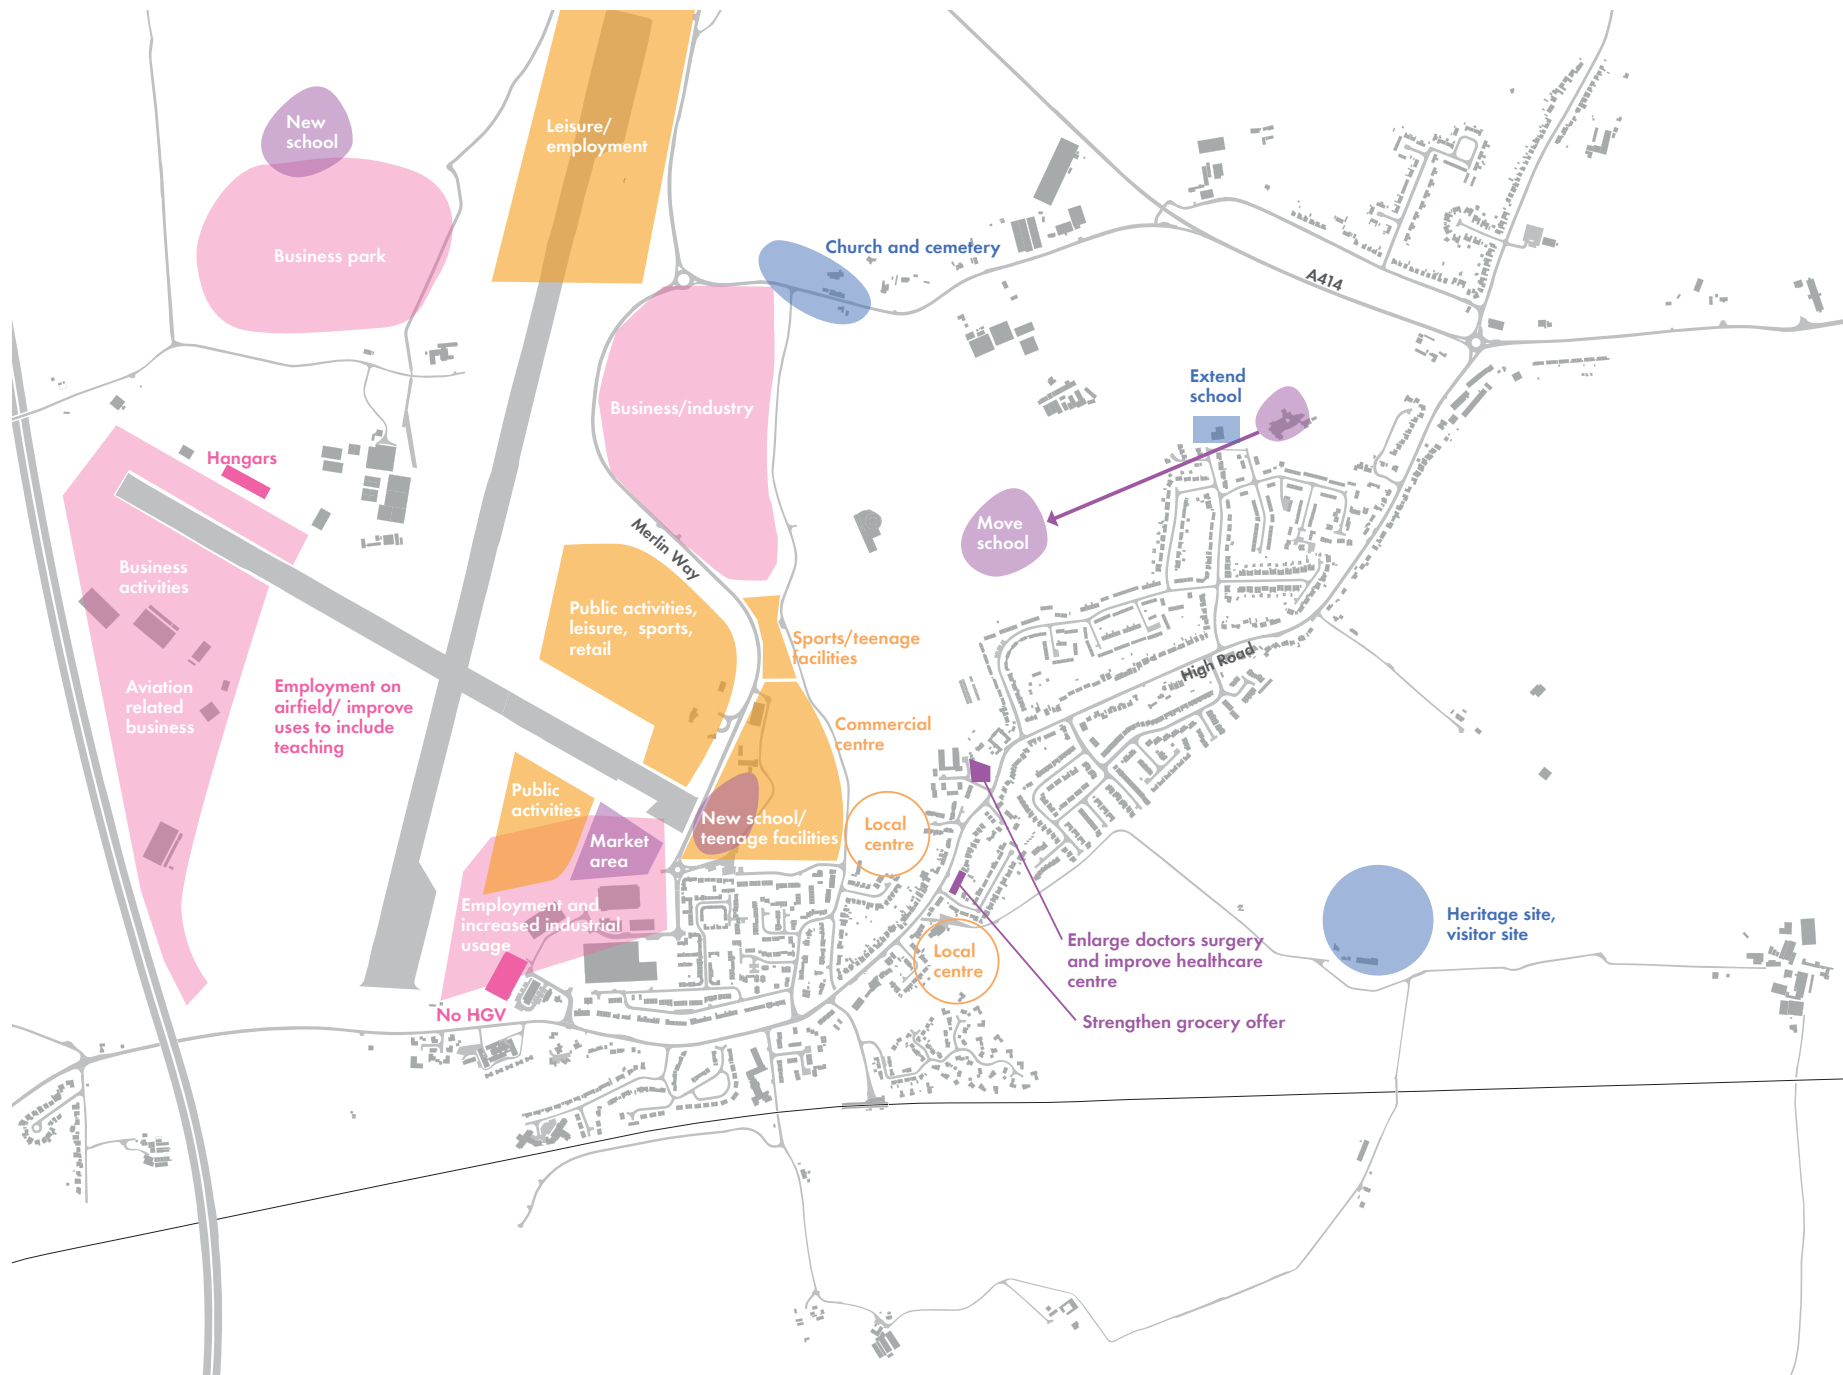 New
school
Leisure/
employment
Business park
Church and cemetery
A414
Extend
school
Business/industry
Hangars
Move
school
Merlin Way
Business
activities
Public activities,
leisure, sports,
retail
Sports/teenage
facilities
High Road
Aviation
related
business
Employment on
airfield/ improve
uses to include
teaching
Commercial
centre
Public
activities
New school/
teenage facilities
Local
centre
Market
area
Employment and
increased industrial
usage
Heritage site,
visitor site
Local
centre
Enlarge doctors surgery
and improve healthcare
centre
No HGV
Strengthen grocery offer